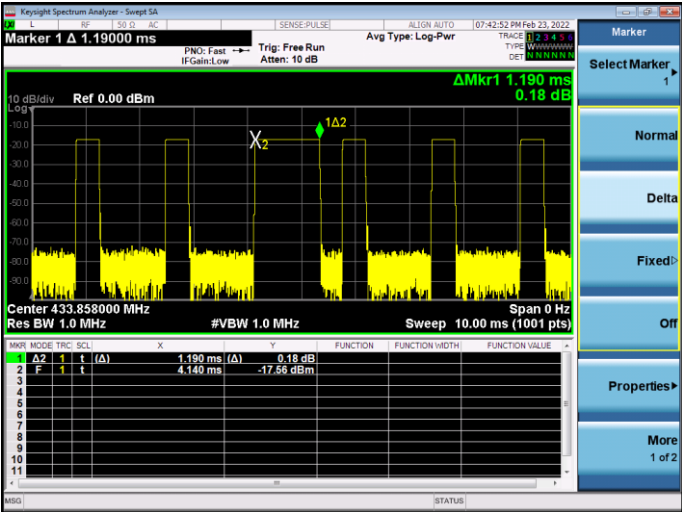 Keysight Spectrum Analyzer - Swept SA
L RF 50 Ω AC SENSE:PULSE ALIGN AUTO 07:42:52 PM Feb 23, 2022
Marker 1 Δ 1.19000 ms
PNO: Fast
IFGain:Low
Trig: Free Run
Atten: 10 dB
Avg Type: Log-Pwr
TRACE 1 2 3 4 5 6
TYPE WWWWWW
DET N N N N N N
ΔMkr1 1.190 ms
0.18 dB
10 dB/div Ref 0.00 dBm
Log
-10.0
-20.0
-40.0
-50.0
-60.0
-70.0
-80.0
-90.0
X2
1Δ2
Center 433.858000 MHz Span 0 Hz
Res BW 1.0 MHz #VBW 1.0 MHz Sweep 10.00 ms (1001 pts)
MKR MODE TRC SCL X Y FUNCTION FUNCTION WIDTH FUNCTION VALUE
1 Δ2 1 t (Δ) 1.190 ms (Δ) 0.18 dB
2 F 1 t 4.140 ms -17.56 dBm
3
4
5
6
7
8
9
10
11
MSG STATUS
Marker
Select Marker
1
Normal
Delta
Fixed
Off
Properties
More
1 of 2